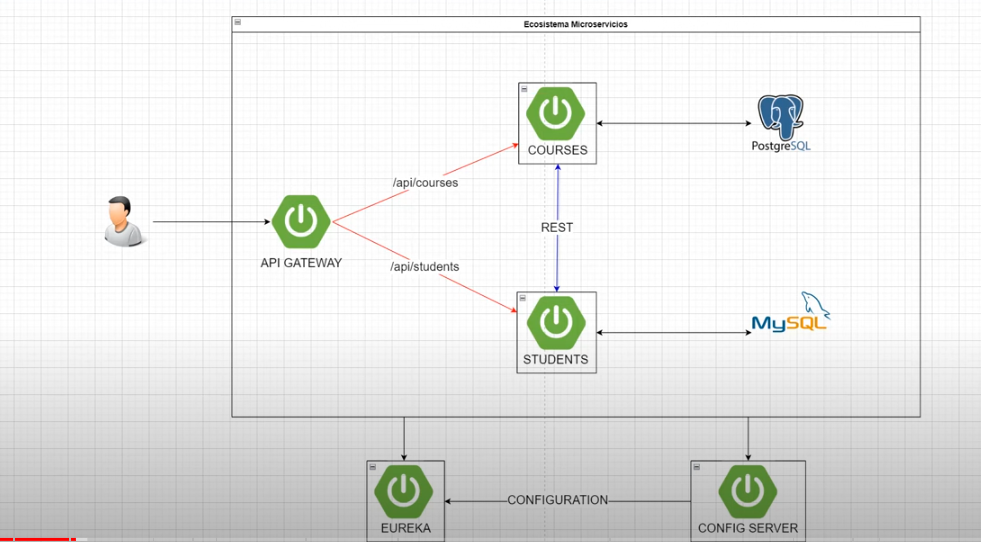 Ecosistema Microservicios
COURSES
PostgreSQL
/api/courses
REST
API GATEWAY
/api/students
MySQL
STUDENTS
CONFIGURATION
EUREKA
CONFIG SERVER